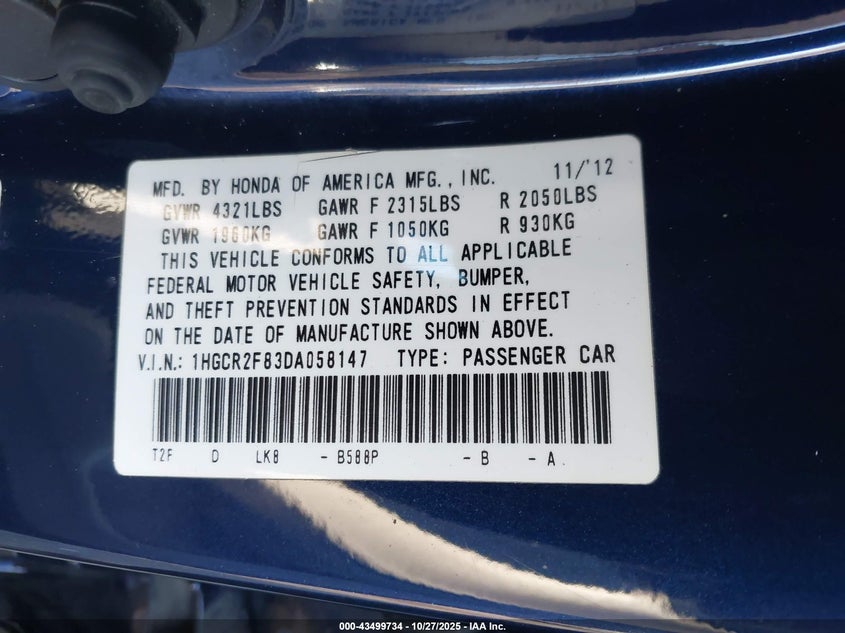 MFD. BY HONDA OF AMERICA MFG., INC. 11/'12
GVWR 4321LBS GAWR F 2315LBS R 2050LBS
GVWR 1960KG GAWR F 1050KG R 930KG
THIS VEHICLE CONFORMS TO ALL APPLICABLE
FEDERAL MOTOR VEHICLE SAFETY, BUMPER,
AND THEFT PREVENTION STANDARDS IN EFFECT
ON THE DATE OF MANUFACTURE SHOWN ABOVE.
V.I.N.: 1HGCR2F83DA058147 TYPE: PASSENGER CAR
T2F D LK8 - B588P - B - A
000-43499734 - 10/27/2025 - IAA Inc.